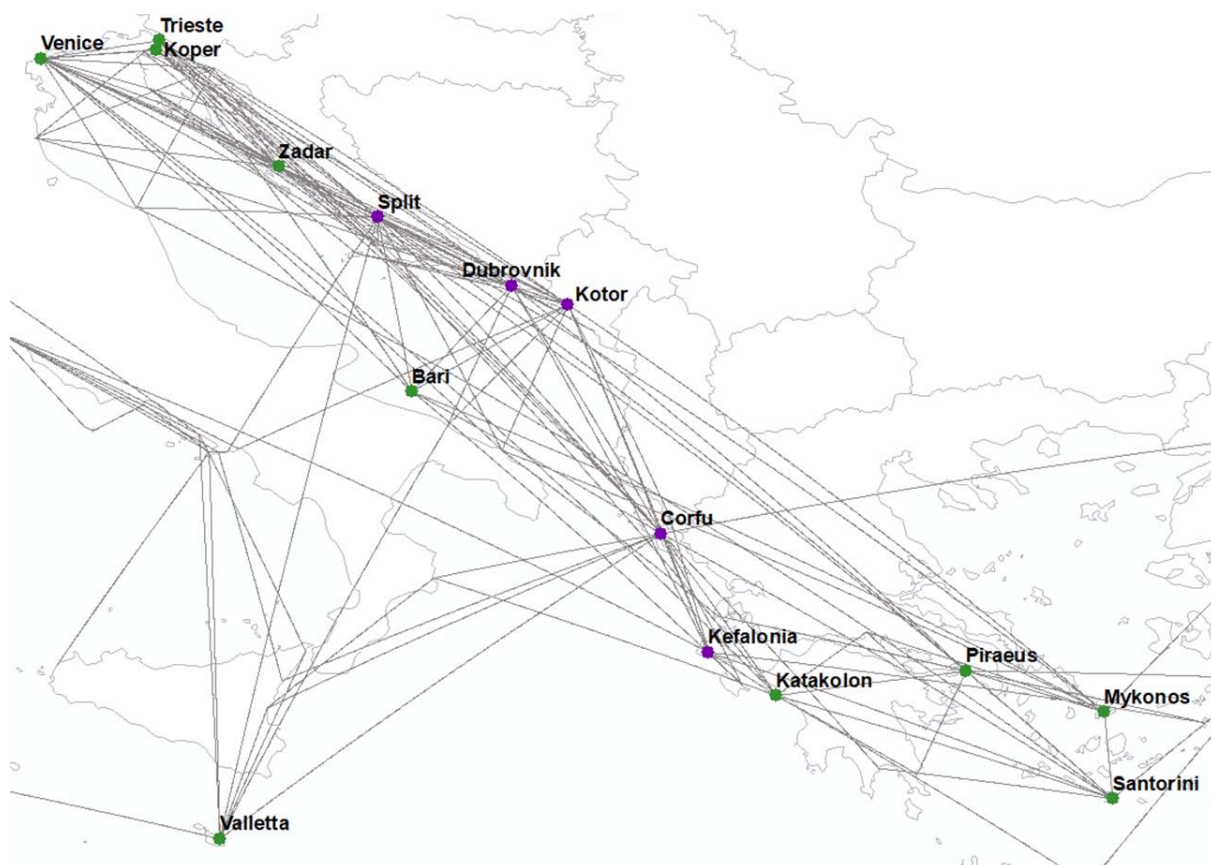 Trieste
Venice
Koper
Zadar
Split
Dubrovnik
Kotor
Bari
Corfu
Kefalonia
Piraeus
Katakolon
Mykonos
Santorini
Valletta